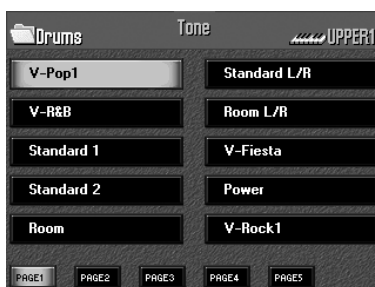 Drums Tone UPPER1
V-Pop1 Standard L/R
V-R&B Room L/R
Standard 1 V-Fiesta
Standard 2 Power
Room V-Rock1
PAGE1 PAGE2 PAGE3 PAGE4 PAGE5